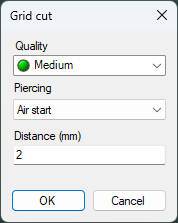 Grid cut
Quality
Medium
Piercing
Air start
Distance (mm)
2
OK
Cancel